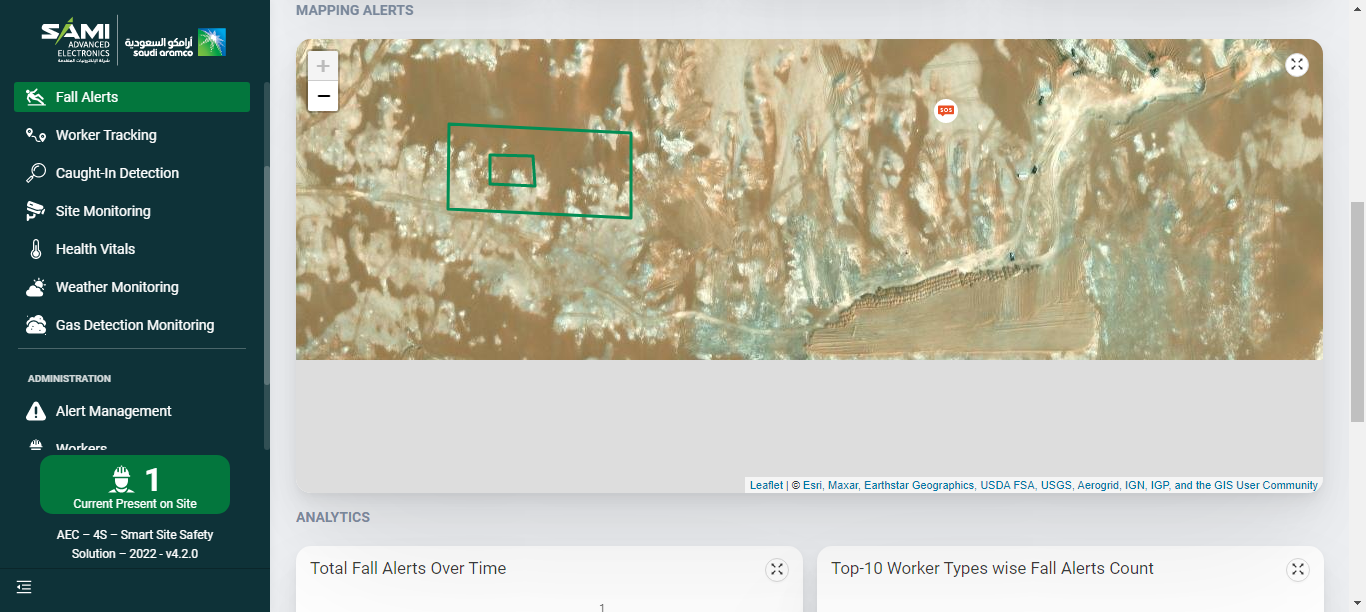 SAMI
ADVANCED
ELECTRONICS
شركة الإلكترونيات المتقدمة
أرامكو السعودية
saudi aramco
Fall Alerts
Worker Tracking
Caught-In Detection
Site Monitoring
Health Vitals
Weather Monitoring
Gas Detection Monitoring
ADMINISTRATION
Alert Management
Workers
1
Current Present on Site
AEC – 4S – Smart Site Safety
Solution – 2022 - v4.2.0
MAPPING ALERTS
+
−
SOS
Leaflet | © Esri, Maxar, Earthstar Geographics, USDA FSA, USGS, Aerogrid, IGN, IGP, and the GIS User Community
ANALYTICS
Total Fall Alerts Over Time
1
Top-10 Worker Types wise Fall Alerts Count